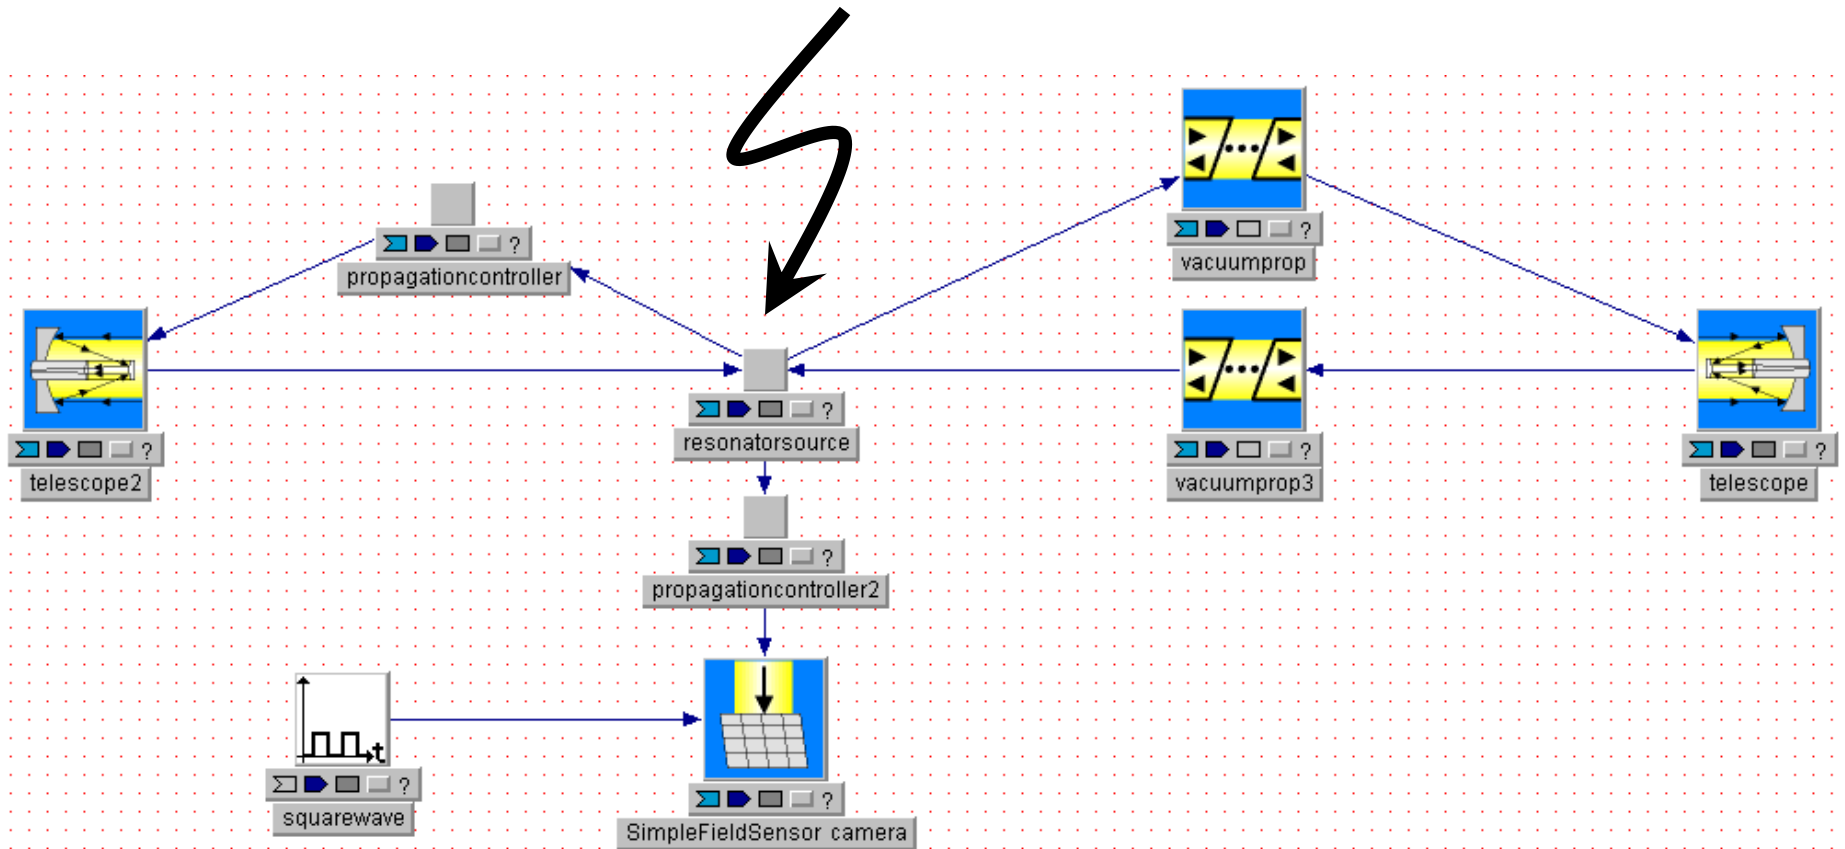 ?
vacuumprop
?
propagationcontroller
?
resonatorsource
?
telescope2
?
vacuumprop3
?
telescope
?
propagationcontroller2
t
?
squarewave
?
SimpleFieldSensor camera